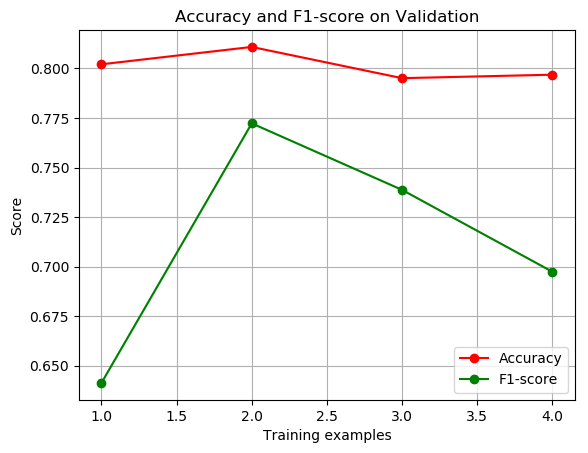 Accuracy and F1-score on Validation
0.800
0.775
0.750
0.725
0.700
0.675
0.650
Score
1.0 1.5 2.0 2.5 3.0 3.5 4.0
Training examples
Accuracy
F1-score